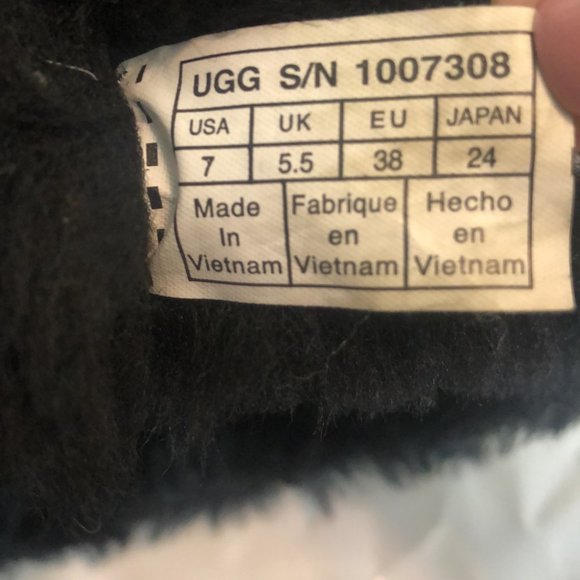 UGG S/N 1007308
USA UK EU JAPAN
7 5.5 38 24
Made Fabrique Hecho
In en en
Vietnam Vietnam Vietnam